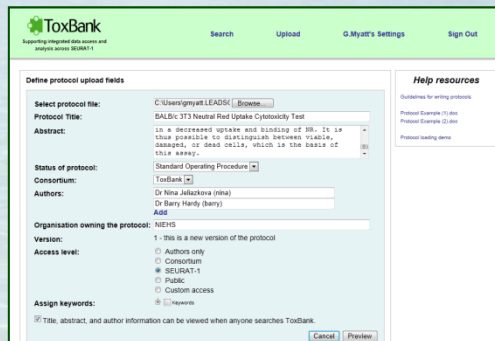 ToxBank
Supporting integrated data access and
analysis across SEURAT-1
Search Upload G.Myatt's Settings Sign Out
Define protocol upload fields
Select protocol file: C:\Users\gmyatt.LEADSC Browse...
Protocol Title: BALB/c 3T3 Neutral Red Uptake Cytotoxicity Test
Abstract: in a decreased uptake and binding of NR. It is
thus possible to distinguish between viable,
damaged, or dead cells, which is the basis of
this assay.
Status of protocol: Standard Operating Procedure
Consortium: ToxBank
Authors: Dr Nina Jeliazkova (nina)
Dr Barry Hardy (barry)
Add
Organisation owning the protocol: NIEHS
Version: 1 - this is a new version of the protocol
Access level: Authors only
Consortium
SEURAT-1
Public
Custom access
Assign keywords: Keywords
Title, abstract, and author information can be viewed when anyone searches ToxBank.
Cancel Preview
Help resources
Guildelines for writing protocols
Protocol Example (1).doc
Protocol Example (2).doc
Protocol loading demo